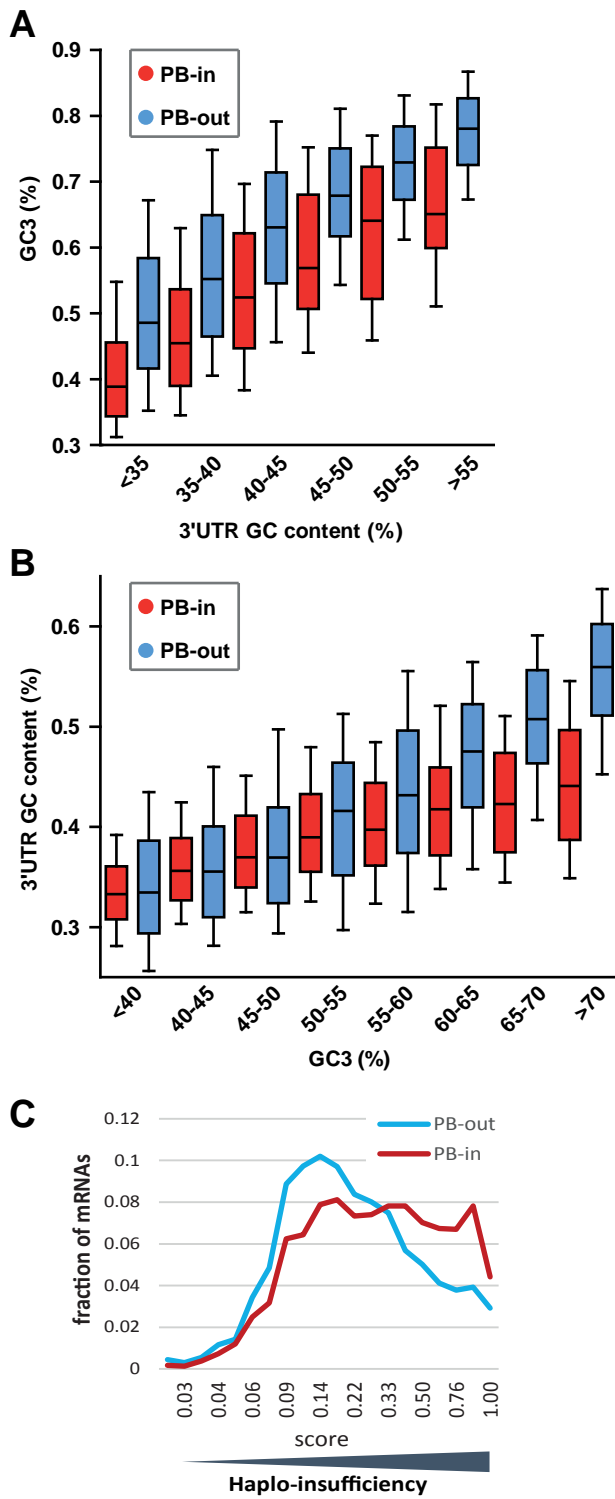 A
0.9
0.8
0.7
0.6
0.5
0.4
0.3
GC3 (%)
PB-in
PB-out
<35
35-40
40-45
45-50
50-55
>55
3'UTR GC content (%)
B
0.6
0.5
0.4
0.3
3'UTR GC content (%)
PB-in
PB-out
<40
40-45
45-50
50-55
55-60
60-65
65-70
>70
GC3 (%)
C
0.12
0.1
0.08
0.06
0.04
0.02
0
fraction of mRNAs
PB-out
PB-in
0.03
0.04
0.06
0.09
0.14
0.22
0.33
0.50
0.76
1.00
score
Haplo-insufficiency